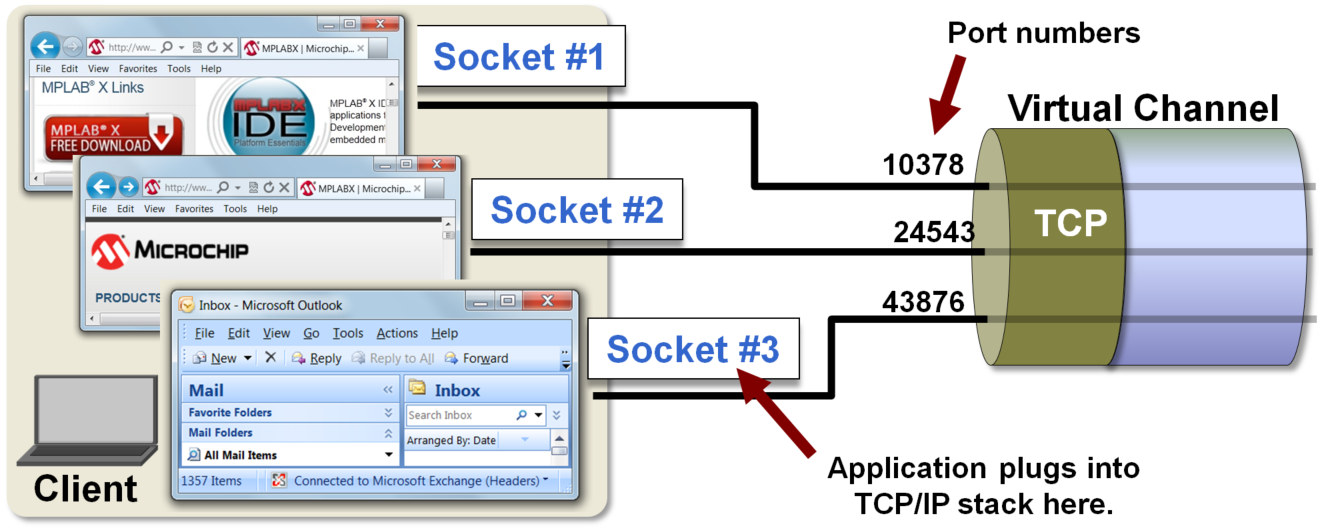 http://ww...
MPLABX | Microchip...
File Edit View Favorites Tools Help
MPLAB® X Links
MPLAB® X
FREE DOWNLOAD
MPLABX
IDE
Platform Essentials
MPLAB® X ID
applications f
Development
embedded m
Socket #1
http://ww...
MPLABX | Microchip...
File Edit View Favorites Tools Help
MICROCHIP
PRODUCTS
Socket #2
Inbox - Microsoft Outlook
File Edit View Go Tools Actions Help
New Reply Reply to All Forward
Mail
Favorite Folders
Mail Folders
All Mail Items
Inbox
Search Inbox
Arranged By: Date
1357 Items Connected to Microsoft Exchange (Headers)
Socket #3
Client
Port numbers
Virtual Channel
10378
24543
43876
TCP
Application plugs into
TCP/IP stack here.